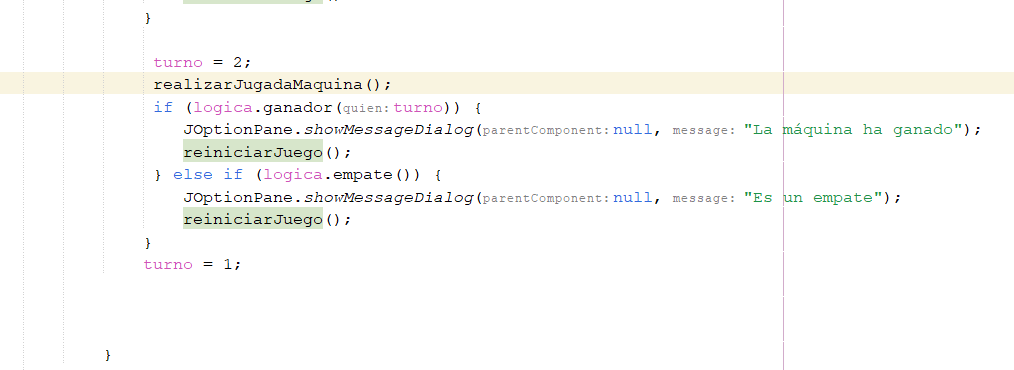 }
turno = 2;
realizarJugadaMaquina();
if (logica.ganador(quien: turno)) {
JOptionPane.showMessageDialog(parentComponent: null, message: "La máquina ha ganado");
reiniciarJuego();
} else if (logica.empate()) {
JOptionPane.showMessageDialog(parentComponent: null, message: "Es un empate");
reiniciarJuego();
}
turno = 1;
}